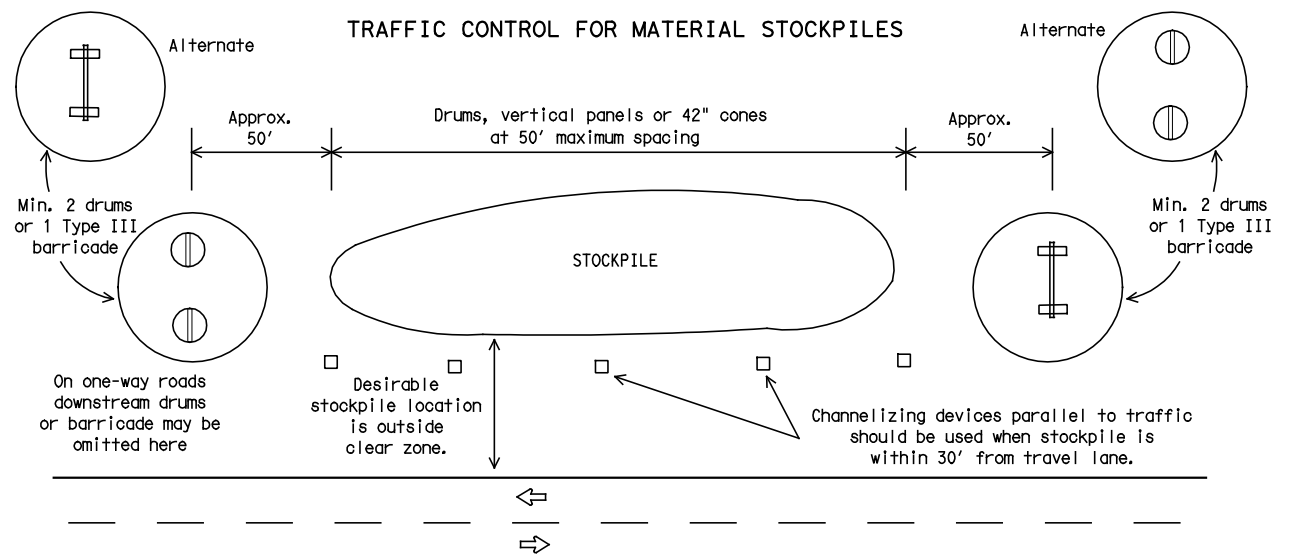 TRAFFIC CONTROL FOR MATERIAL STOCKPILES
Alternate
Alternate
Approx.
50'
Drums, vertical panels or 42" cones
at 50' maximum spacing
Approx.
50'
Min. 2 drums
or 1 Type III
barricade
Min. 2 drums
or 1 Type III
barricade
STOCKPILE
On one-way roads
downstream drums
or barricade may be
omitted here
Desirable
stockpile location
is outside
clear zone.
Channelizing devices parallel to traffic
should be used when stockpile is
within 30' from travel lane.